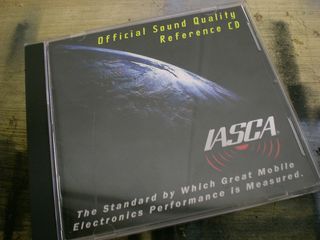 Official Sound Quality
Reference CD
IASCA
The Standard by Which Great Mobile
Electronics Performance is Measured.